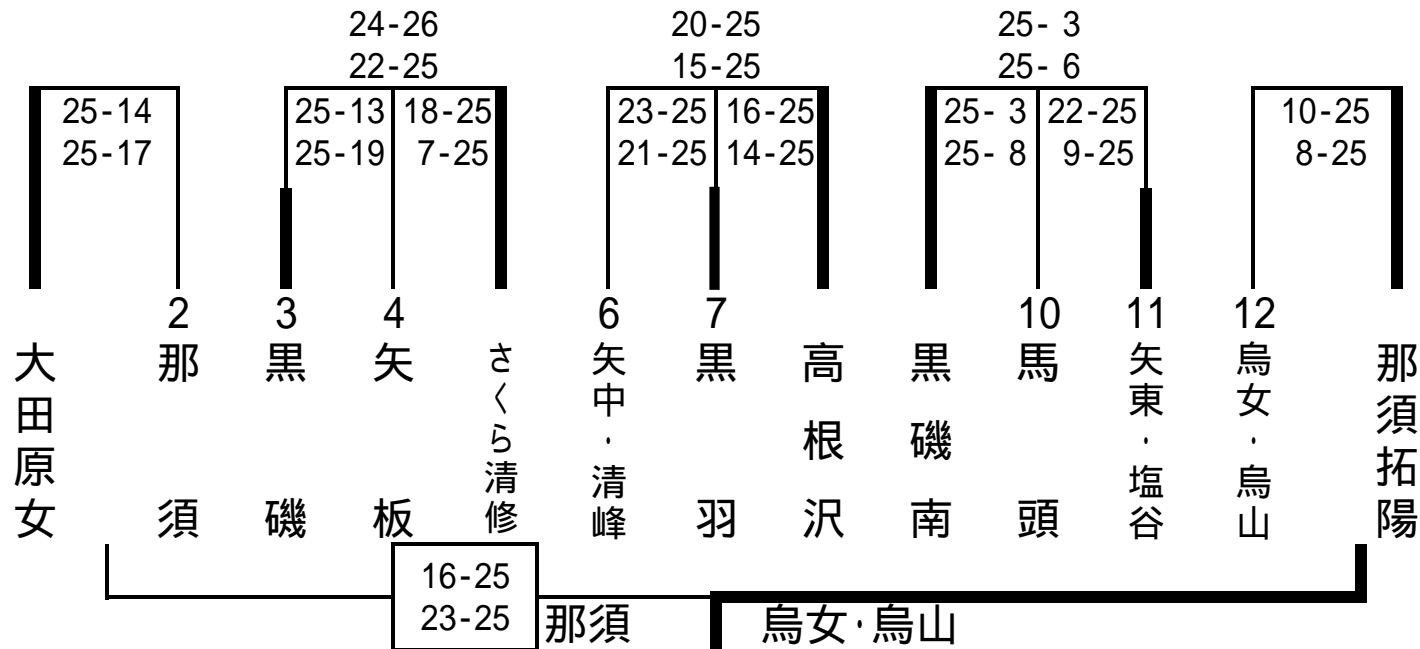 24-26 20-25 25- 3
22-25 15-25 25- 6
25-14 25-13 18-25 23-25 16-25 25- 3 22-25 10-25
25-17 25-19 7-25 21-25 14-25 25- 8 9-25 8-25
2 3 4 6 7 10 11 12
大田原女
那須
黒磯
矢板
さくら清修
矢中・清峰
黒羽
高根沢
黒磯南
馬頭
矢東・塩谷
烏女・烏山
那須拓陽
16-25
23-25 那須 烏女・烏山